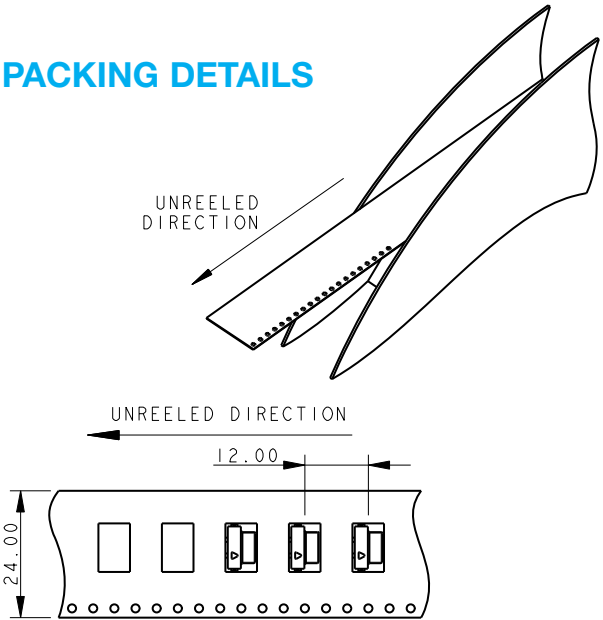 PACKING DETAILS
UNREELED
DIRECTION
UNREELED DIRECTION
12.00
24.00